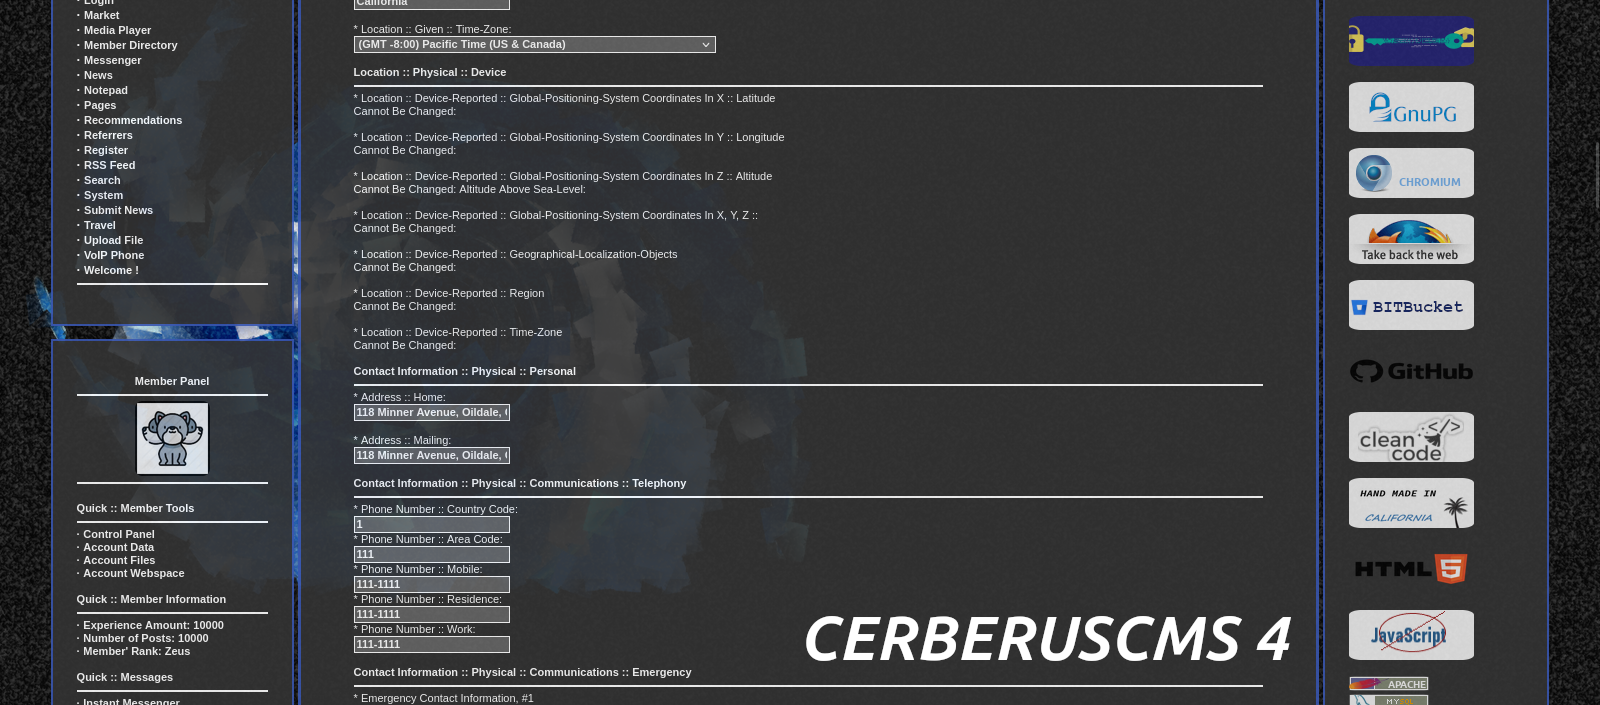 · Login
· Market
· Media Player
· Member Directory
· Messenger
· News
· Notepad
· Pages
· Recommendations
· Referrers
· Register
· RSS Feed
· Search
· System
· Submit News
· Travel
· Upload File
· VoIP Phone
· Welcome !
Member Panel
Quick :: Member Tools
· Control Panel
· Account Data
· Account Files
· Account Webspace
Quick :: Member Information
· Experience Amount: 10000
· Number of Posts: 10000
· Member' Rank: Zeus
Quick :: Messages
· Instant Messenger
California
* Location :: Given :: Time-Zone:
(GMT -8:00) Pacific Time (US & Canada)
Location :: Physical :: Device
* Location :: Device-Reported :: Global-Positioning-System Coordinates In X :: Latitude
Cannot Be Changed:
* Location :: Device-Reported :: Global-Positioning-System Coordinates In Y :: Longitude
Cannot Be Changed:
* Location :: Device-Reported :: Global-Positioning-System Coordinates In Z :: Altitude
Cannot Be Changed: Altitude Above Sea-Level:
* Location :: Device-Reported :: Global-Positioning-System Coordinates In X, Y, Z ::
Cannot Be Changed:
* Location :: Device-Reported :: Geographical-Localization-Objects
Cannot Be Changed:
* Location :: Device-Reported :: Region
Cannot Be Changed:
* Location :: Device-Reported :: Time-Zone
Cannot Be Changed:
Contact Information :: Physical :: Personal
* Address :: Home:
118 Minner Avenue, Oildale,
* Address :: Mailing:
118 Minner Avenue, Oildale,
Contact Information :: Physical :: Communications :: Telephony
* Phone Number :: Country Code:
1
* Phone Number :: Area Code:
111
* Phone Number :: Mobile:
111-1111
* Phone Number :: Residence:
111-1111
* Phone Number :: Work:
111-1111
Contact Information :: Physical :: Communications :: Emergency
* Emergency Contact Information, #1
CERBERUSCMS 4
GnuPG
CHROMIUM
Take back the web
BITBucket
GitHub
clean
code
</>
HAND MADE IN
CALIFORNIA
HTML 5
JavaScript
APACHE